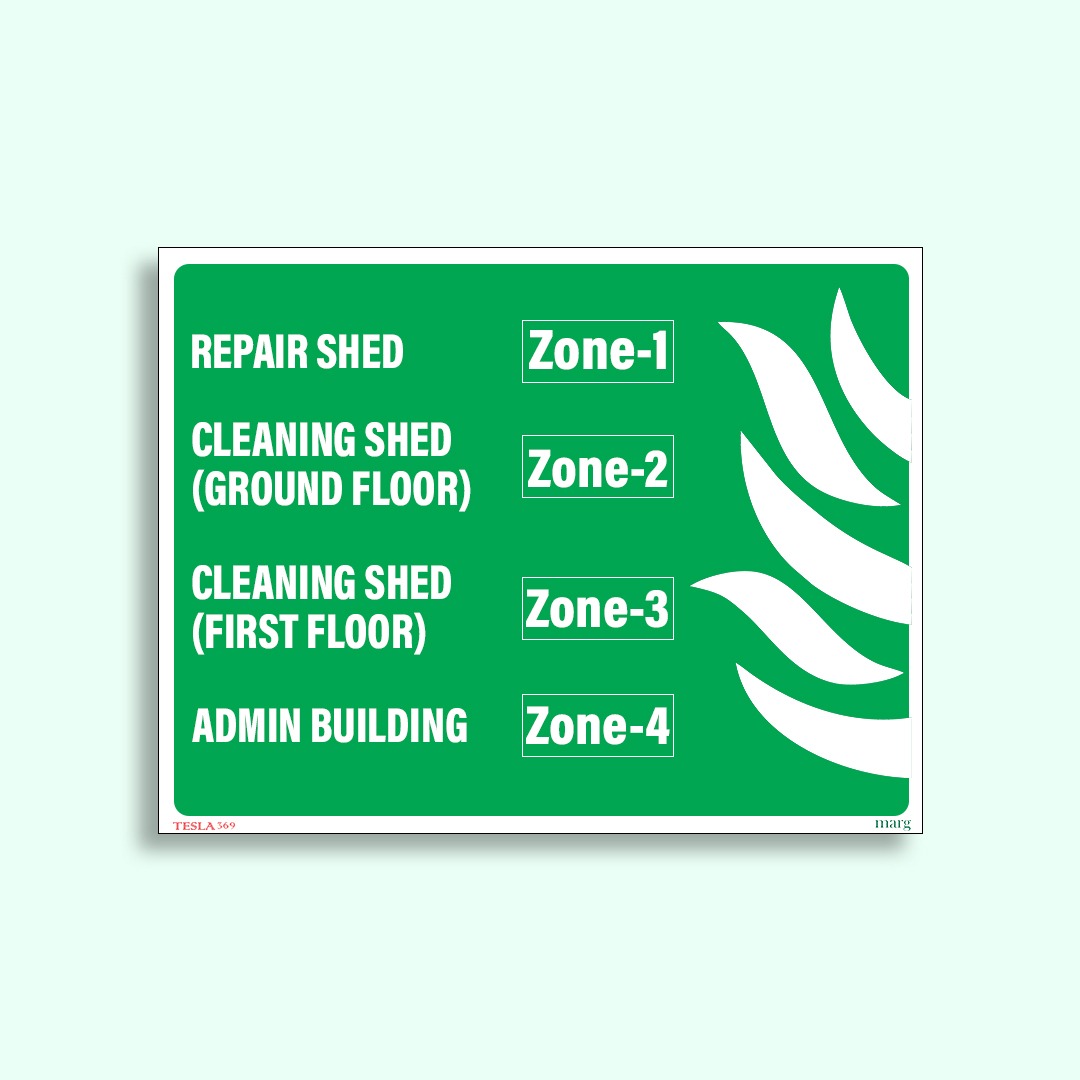 REPAIR SHED Zone-1
CLEANING SHED
(GROUND FLOOR) Zone-2
CLEANING SHED
(FIRST FLOOR) Zone-3
ADMIN BUILDING Zone-4
TESLA 369 marg